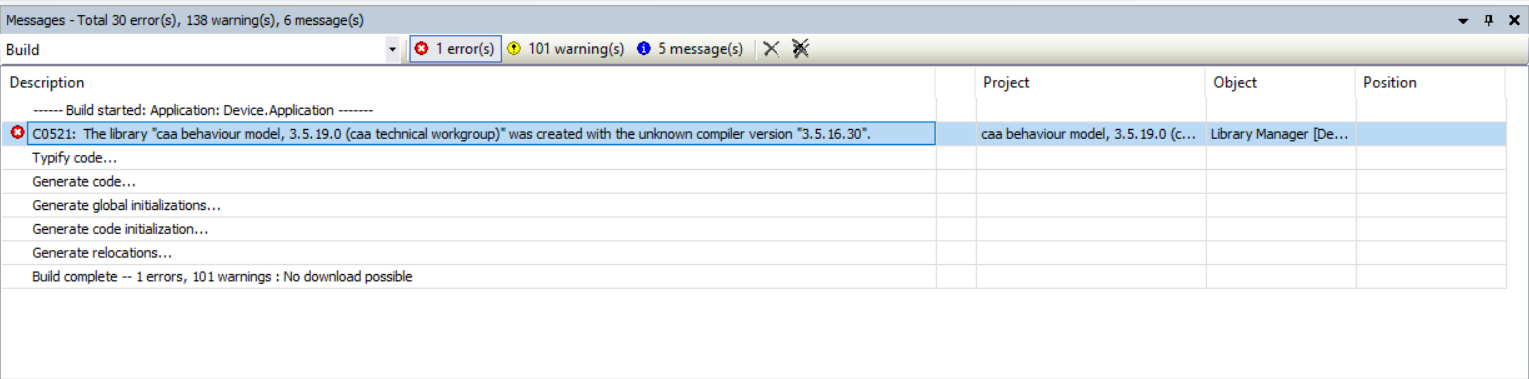 Messages - Total 30 error(s), 138 warning(s), 6 message(s)
Build 1 error(s) 101 warning(s) 5 message(s)
Description Project Object Position
------ Build started: Application: Device.Application -------
C0521: The library "caa behaviour model, 3.5.19.0 (caa technical workgroup)" was created with the unknown compiler version "3.5.16.30". caa behaviour model, 3.5.19.0 (c... Library Manager [De...
Typify code...
Generate code...
Generate global initializations...
Generate code initialization...
Generate relocations...
Build complete -- 1 errors, 101 warnings : No download possible